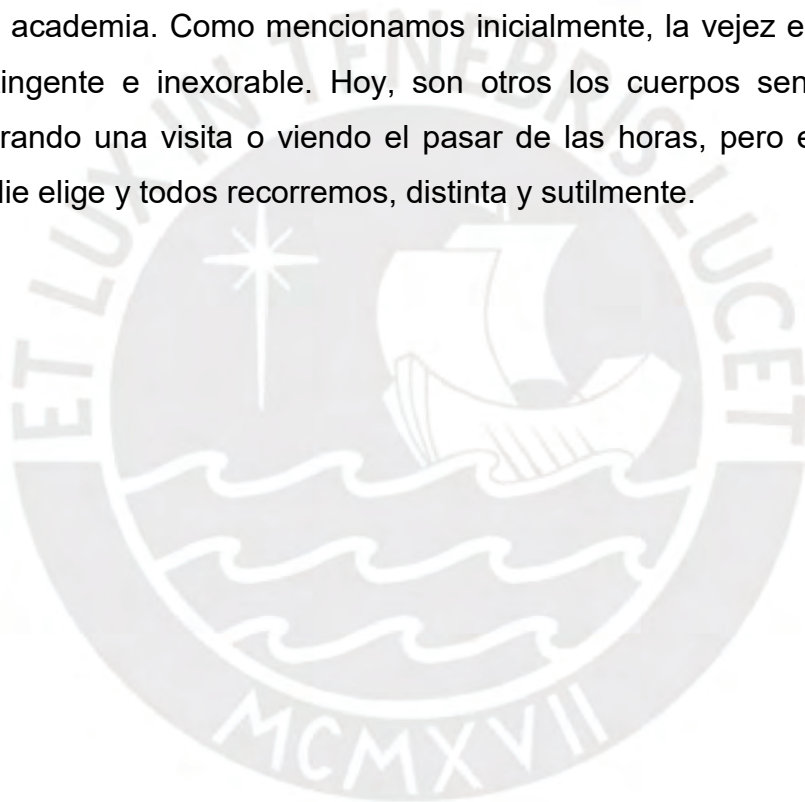 academia. Como mencionamos inicialmente, la vejez e
ingente e inexorable. Hoy, son otros los cuerpos sen
rando una visita o viendo el pasar de las horas, pero e
die elige y todos recorremos, distinta y sutilmente.
ET LUX IN TENEBRIS LUCET
MCMXVII